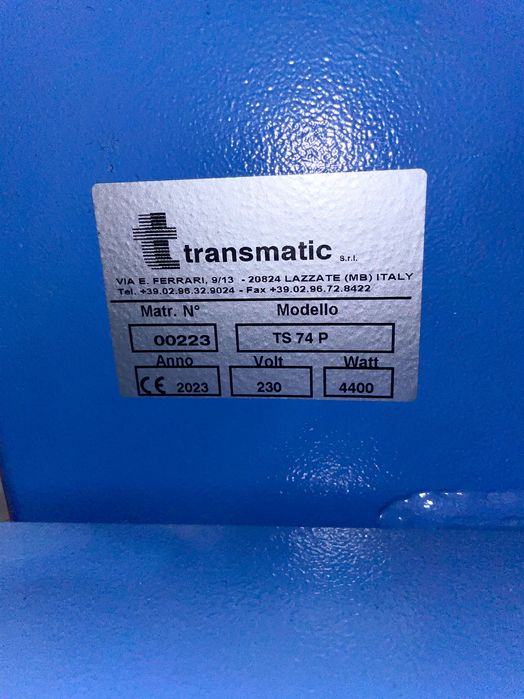 transmatic S.r.l.
VIA E. FERRARI, 9/13 - 20824 LAZZATE (MB) ITALY
Tel. +39.02.96.32.9024 - Fax +39.02.96.72.8422
Matr. N° Modello
00223 TS 74 P
Anno Volt Watt
CE 2023 230 4400